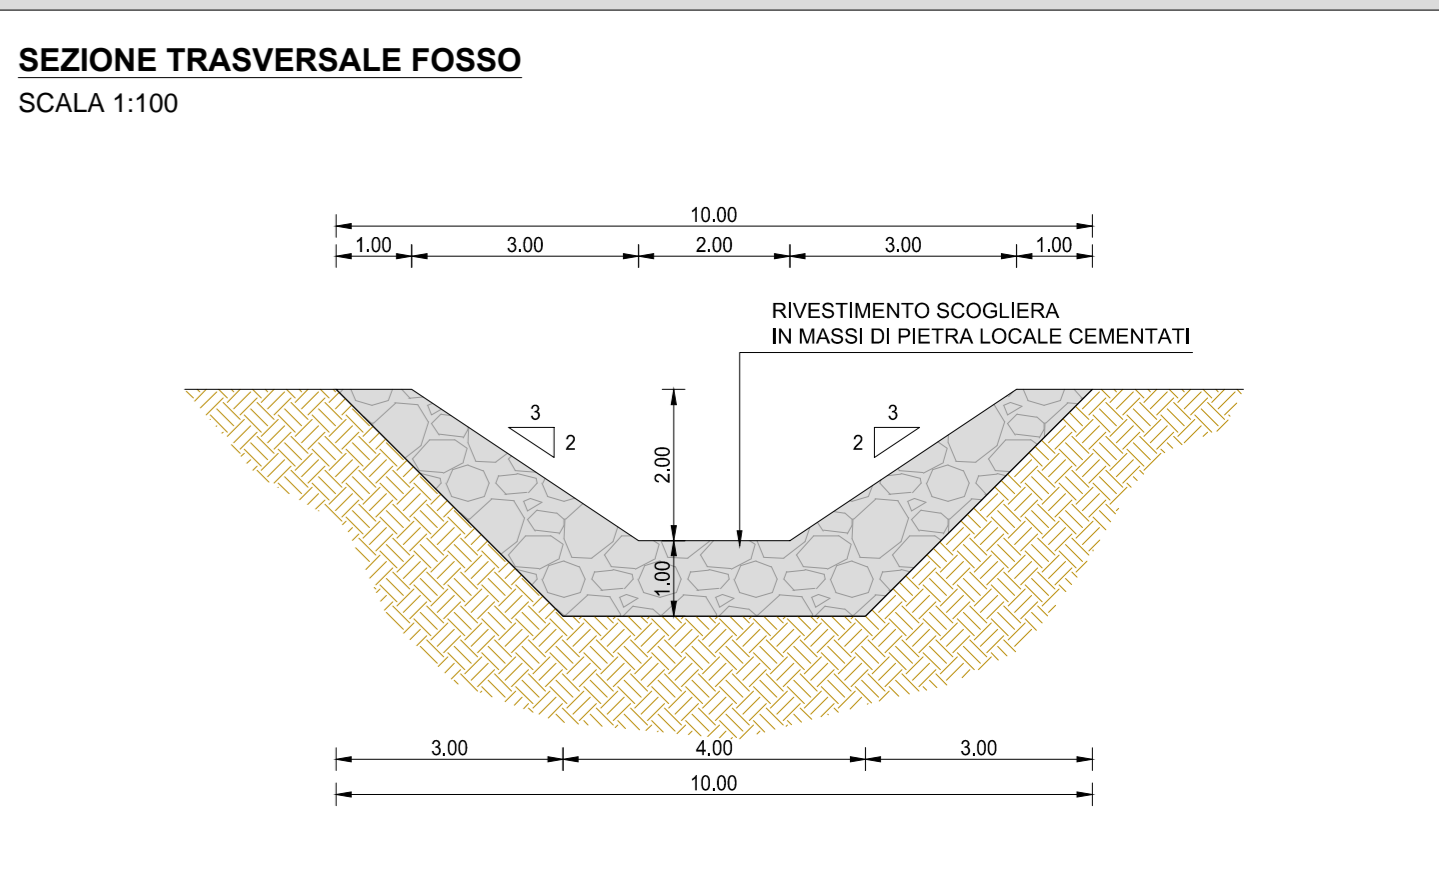 SEZIONE TRASVERSALE FOSSO
SCALA 1:100
10.00
1.00 3.00 2.00 3.00 1.00
RIVESTIMENTO SCOGLIERA
IN MASSI DI PIETRA LOCALE CEMENTATI
3 3
2 2
2.00
1.00
3.00 4.00 3.00
10.00